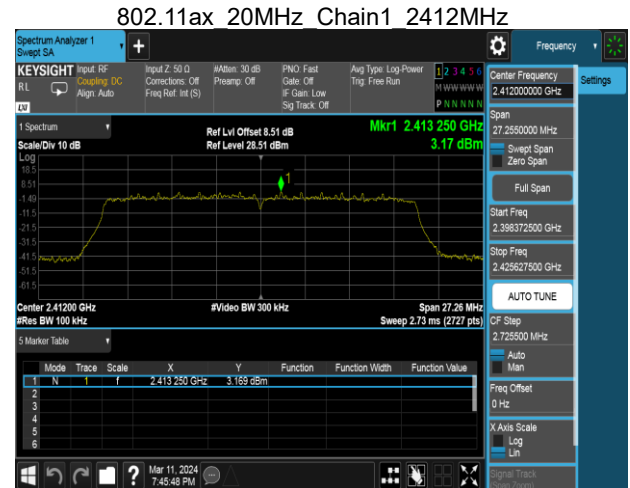 802.11ax_20MHz_Chain1_2412MHz
Spectrum Analyzer 1
Swept SA
+
Frequency
KEYSIGHT
RL
Input: RF
Coupling: DC
Align: Auto
Input Z: 50 Ω
Corrections: Off
Freq Ref: Int (S)
#Atten: 30 dB
Preamp: Off
PNO: Fast
Gate: Off
IF Gain: Low
Sig Track: Off
Avg Type: Log-Power
Trig: Free Run
1 2 3 4 5 6
M W W W W W
P N N N N N
1 Spectrum
Scale/Div 10 dB
Ref Lvl Offset 8.51 dB
Ref Level 28.51 dBm
Mkr1 2.413 250 GHz
3.17 dBm
Log
18.5
8.51
-1.49
-11.5
-21.5
-31.5
-41.5
-51.5
-61.5
1
Center 2.41200 GHz
#Res BW 100 kHz
#Video BW 300 kHz
Span 27.26 MHz
Sweep 2.73 ms (2727 pts)
5 Marker Table
Mode Trace Scale X Y Function Function Width Function Value
1 N 1 f 2.413 250 GHz 3.169 dBm
2
3
4
5
6
Mar 11, 2024
7:45:48 PM
Center Frequency
2.412000000 GHz
Settings
Span
27.2550000 MHz
Swept Span
Zero Span
Full Span
Start Freq
2.398372500 GHz
Stop Freq
2.425627500 GHz
AUTO TUNE
CF Step
2.725500 MHz
Auto
Man
Freq Offset
0 Hz
X Axis Scale
Log
Lin
Signal Track
(Span Zoom)